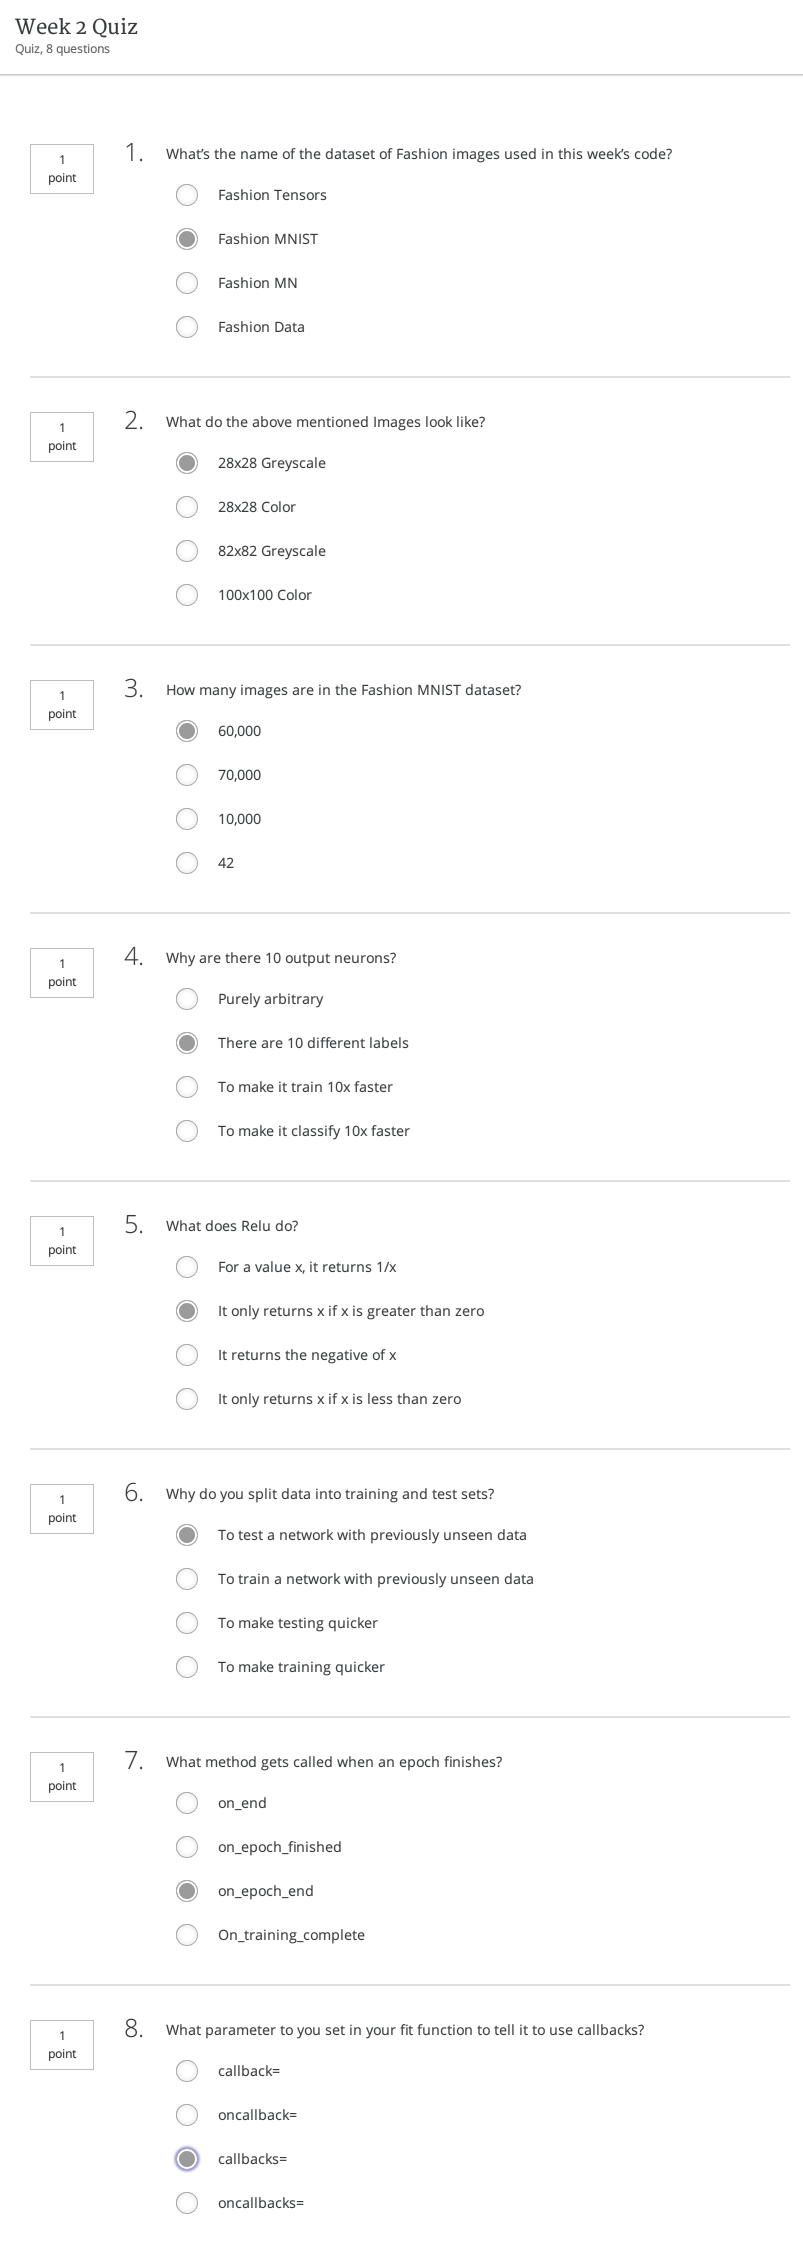 Week 2 Quiz
Quiz, 8 questions
1
point
1. What's the name of the dataset of Fashion images used in this week's code?
Fashion Tensors
Fashion MNIST
Fashion MN
Fashion Data
1
point
2. What do the above mentioned Images look like?
28x28 Greyscale
28x28 Color
82x82 Greyscale
100x100 Color
1
point
3. How many images are in the Fashion MNIST dataset?
60,000
70,000
10,000
42
1
point
4. Why are there 10 output neurons?
Purely arbitrary
There are 10 different labels
To make it train 10x faster
To make it classify 10x faster
1
point
5. What does Relu do?
For a value x, it returns 1/x
It only returns x if x is greater than zero
It returns the negative of x
It only returns x if x is less than zero
1
point
6. Why do you split data into training and test sets?
To test a network with previously unseen data
To train a network with previously unseen data
To make testing quicker
To make training quicker
1
point
7. What method gets called when an epoch finishes?
on_end
on_epoch_finished
on_epoch_end
On_training_complete
1
point
8. What parameter to you set in your fit function to tell it to use callbacks?
callback=
oncallback=
callbacks=
oncallbacks=